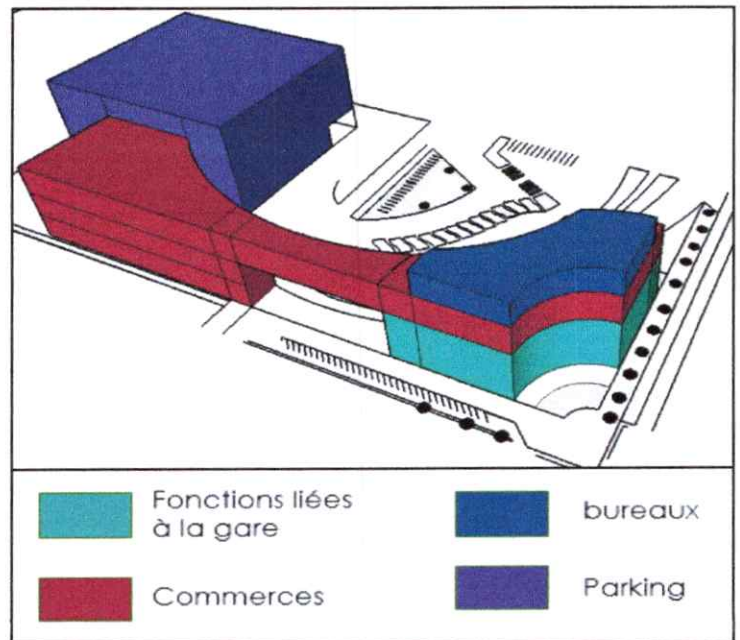 Fonctions liées
à la gare
bureaux
Commerces
Parking